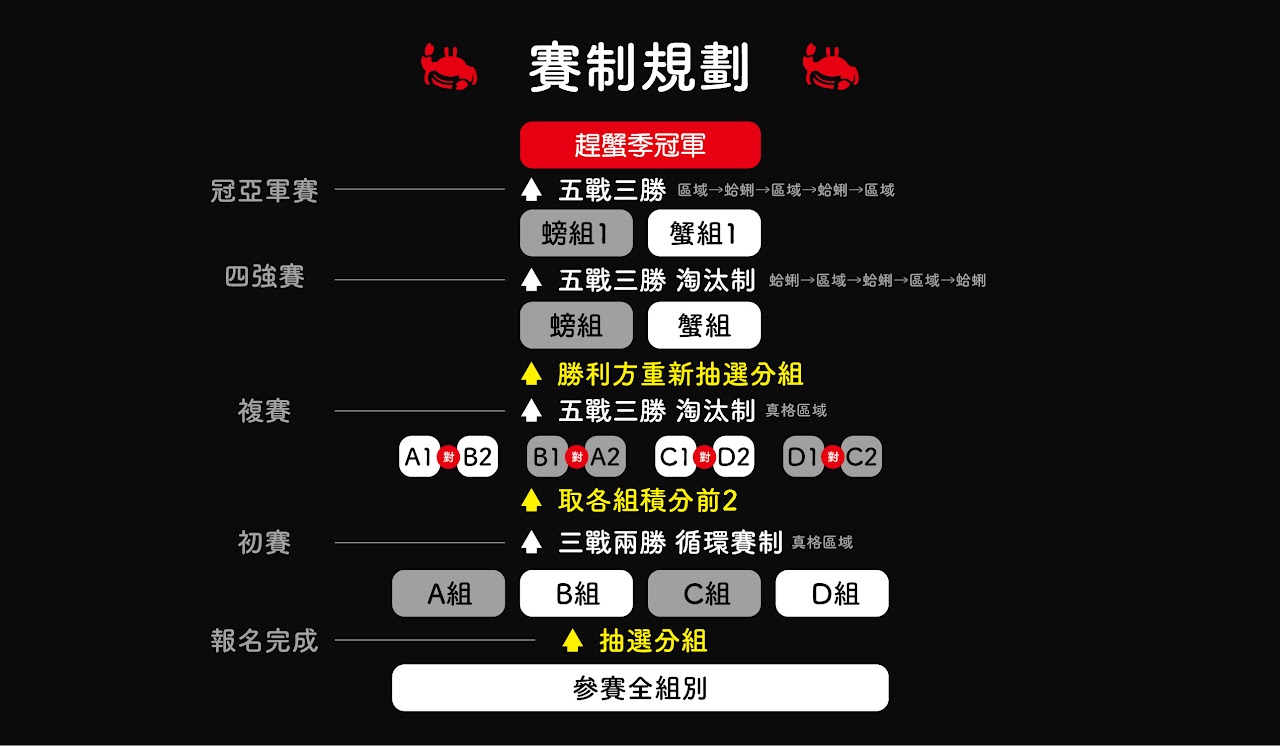 賽制規劃
趕蟹季冠軍
冠亞軍賽 五戰三勝 區域→蛤蜊→區域→蛤蜊→區域
螃組1 蟹組1
四強賽 五戰三勝 淘汰制 蛤蜊→區域→蛤蜊→區域→蛤蜊
螃組 蟹組
勝利方重新抽選分組
複賽 五戰三勝 淘汰制 真格區域
A1 對 B2 B1 對 A2 C1 對 D2 D1 對 C2
取各組積分前2
初賽 三戰兩勝 循環賽制 真格區域
A組 B組 C組 D組
報名完成 抽選分組
參賽全組別